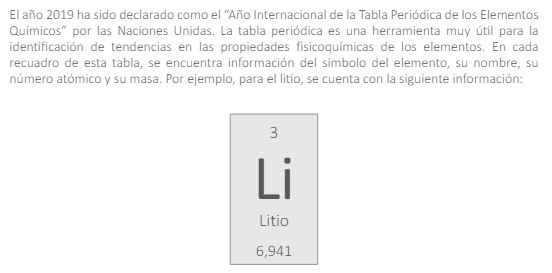 El año 2019 ha sido declarado como el “Año Internacional de la Tabla Periódica de los Elementos
Químicos” por las Naciones Unidas. La tabla periódica es una herramienta muy útil para la
identificación de tendencias en las propiedades fisicoquímicas de los elementos. En cada
recuadro de esta tabla, se encuentra información del símbolo del elemento, su nombre, su
número atómico y su masa. Por ejemplo, para el litio, se cuenta con la siguiente información:
3
Li
Litio
6,941